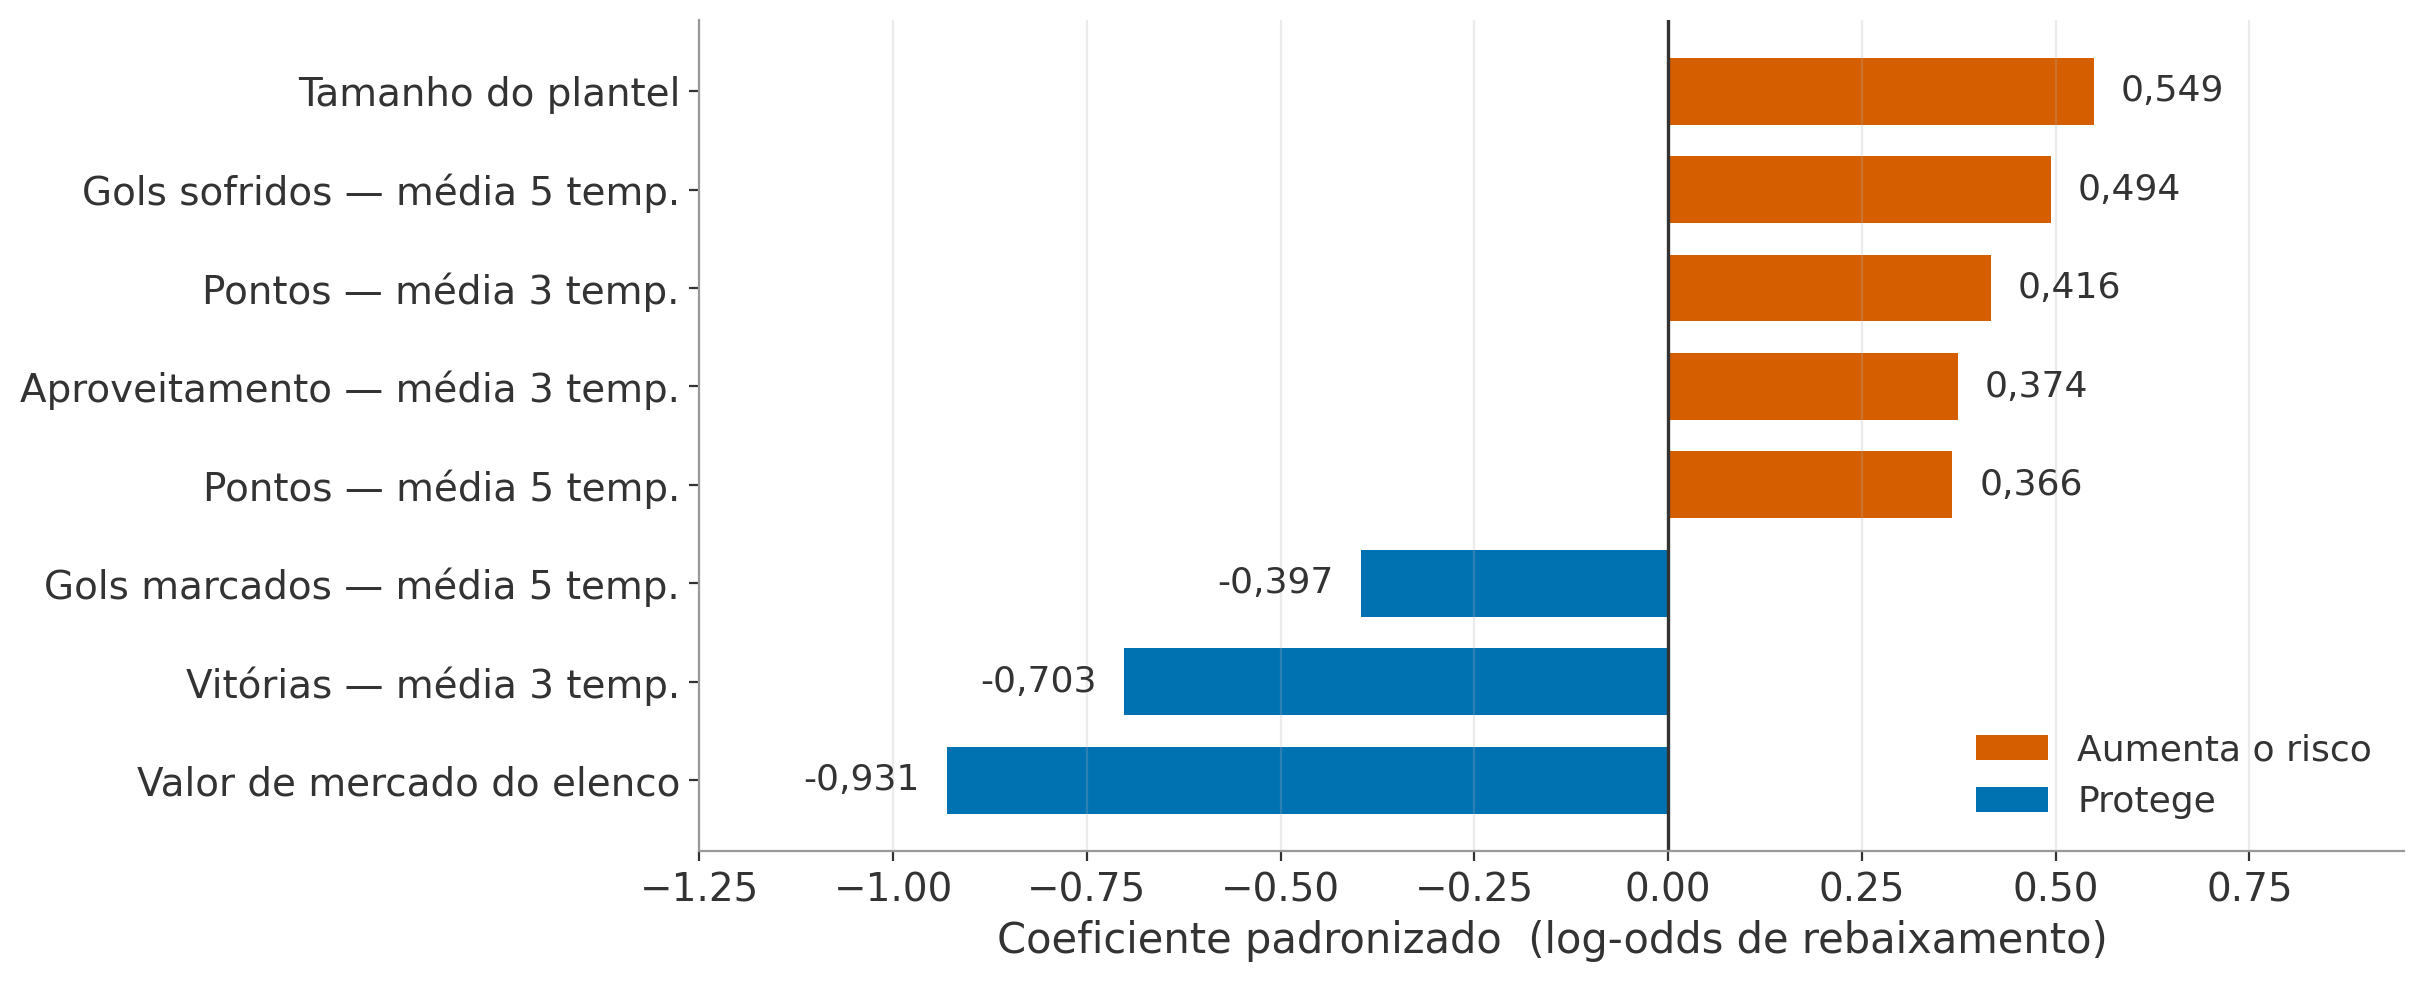 Tamanho do plantel
0,549
Gols sofridos — média 5 temp.
0,494
Pontos — média 3 temp.
0,416
Aproveitamento — média 3 temp.
0,374
Pontos — média 5 temp.
0,366
Gols marcados — média 5 temp.
-0,397
Vitórias — média 3 temp.
-0,703
Valor de mercado do elenco
-0,931
Aumenta o risco
Protege
−1.25 −1.00 −0.75 −0.50 −0.25 0.00 0.25 0.50 0.75
Coeficiente padronizado (log-odds de rebaixamento)